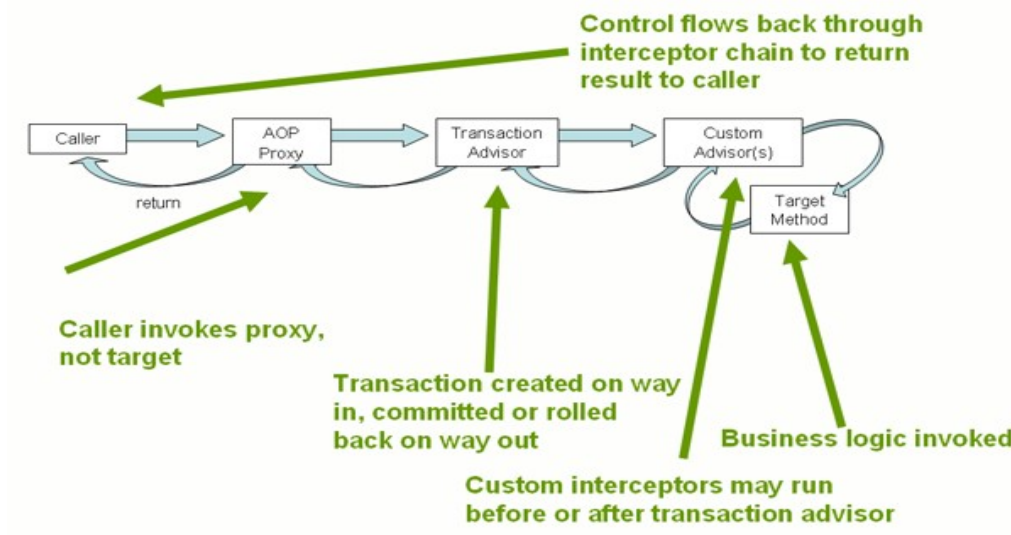 Control flows back through
interceptor chain to return
result to caller
Caller
AOP
Proxy
Transaction
Advisor
Custom
Advisor(s)
return
Target
Method
Caller invokes proxy,
not target
Transaction created on way
in, committed or rolled
back on way out
Business logic invoked
Custom interceptors may run
before or after transaction advisor